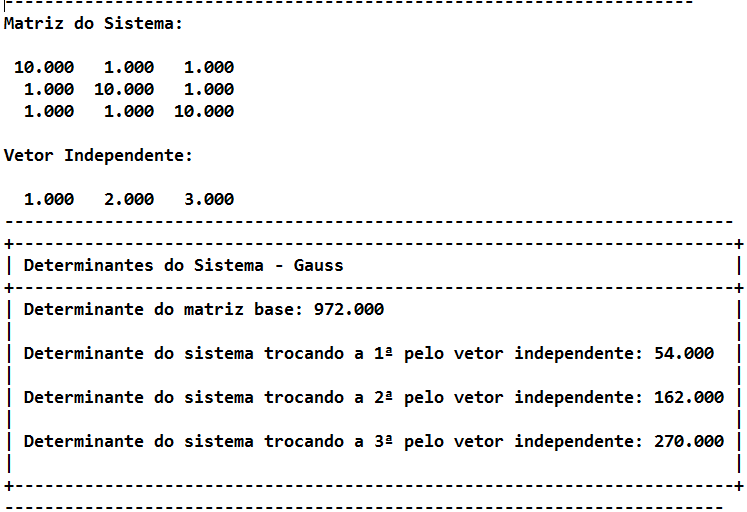 -----------------------------------------------------------------------
Matriz do Sistema:
10.000   1.000   1.000
1.000  10.000   1.000
1.000   1.000  10.000
Vetor Independente:
1.000   2.000   3.000
-------------------------------------------------------------------------
+------------------------------------------------------------------------+
| Determinantes do Sistema - Gauss                                       |
+------------------------------------------------------------------------+
| Determinante do matriz base: 972.000                                   |
|                                                                        |
| Determinante do sistema trocando a 1ª pelo vetor independente: 54.000  |
|                                                                        |
| Determinante do sistema trocando a 2ª pelo vetor independente: 162.000 |
|                                                                        |
| Determinante do sistema trocando a 3ª pelo vetor independente: 270.000 |
|                                                                        |
+------------------------------------------------------------------------+
------------------------------------------------------------------------